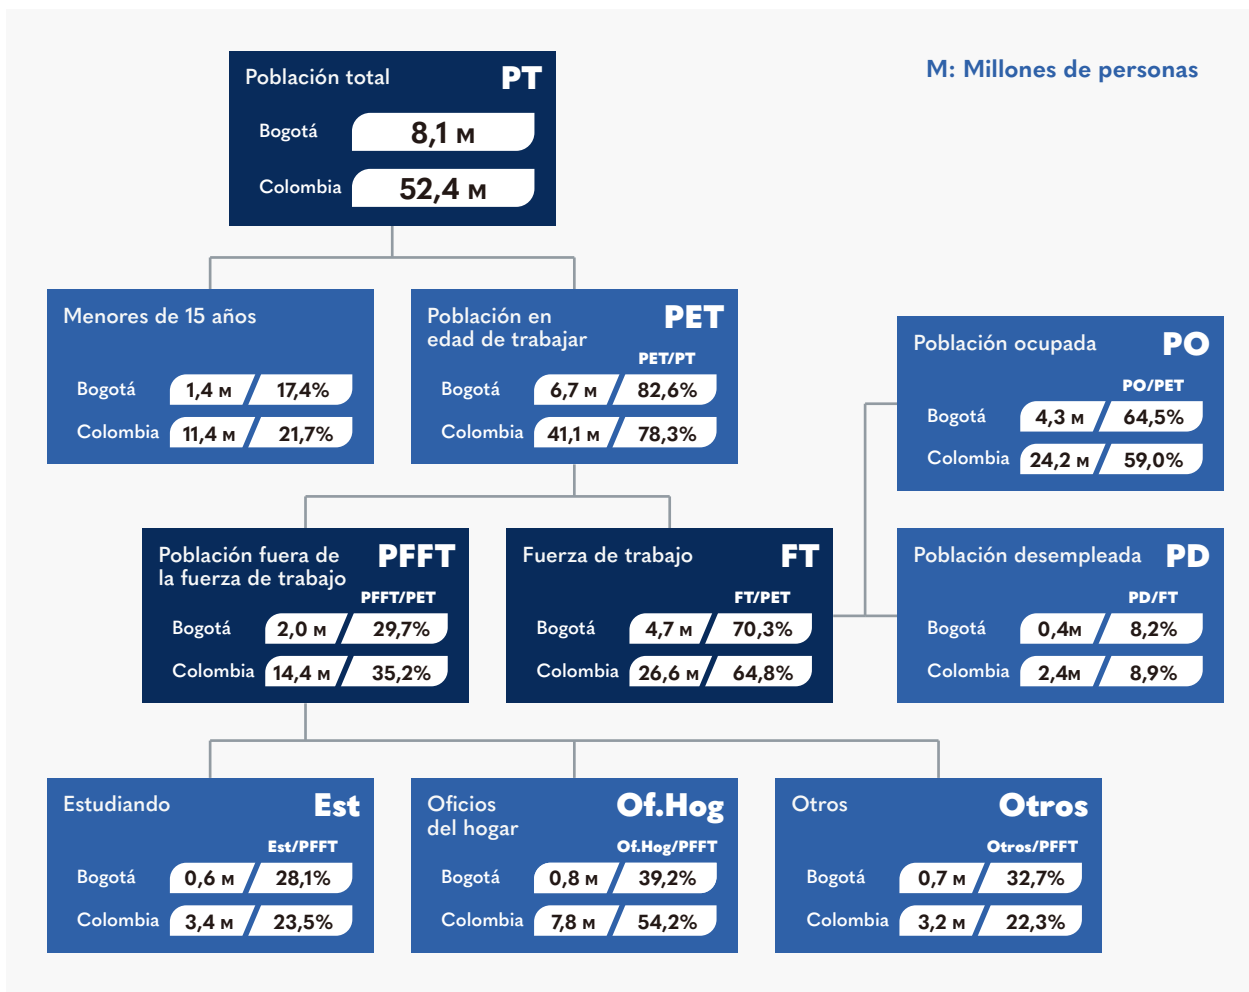 Población total PT
M: Millones de personas
Bogotá 8,1 M
Colombia 52,4 M
Menores de 15 años
Bogotá 1,4 M 17,4%
Colombia 11,4 M 21,7%
Población en PET
edad de trabajar
PET/PT
Bogotá 6,7 M 82,6%
Colombia 41,1 M 78,3%
Población ocupada PO
PO/PET
Bogotá 4,3 M 64,5%
Colombia 24,2 M 59,0%
Población fuera de PFFT
la fuerza de trabajo
PFFT/PET
Bogotá 2,0 M 29,7%
Colombia 14,4 M 35,2%
Fuerza de trabajo FT
FT/PET
Bogotá 4,7 M 70,3%
Colombia 26,6 M 64,8%
Población desempleada PD
PD/FT
Bogotá 0,4M 8,2%
Colombia 2,4M 8,9%
Estudiando Est
Est/PFFT
Bogotá 0,6 M 28,1%
Colombia 3,4 M 23,5%
Oficios Of.Hog
del hogar
Of.Hog/PFFT
Bogotá 0,8 M 39,2%
Colombia 7,8 M 54,2%
Otros Otros
Otros/PFFT
Bogotá 0,7 M 32,7%
Colombia 3,2 M 22,3%